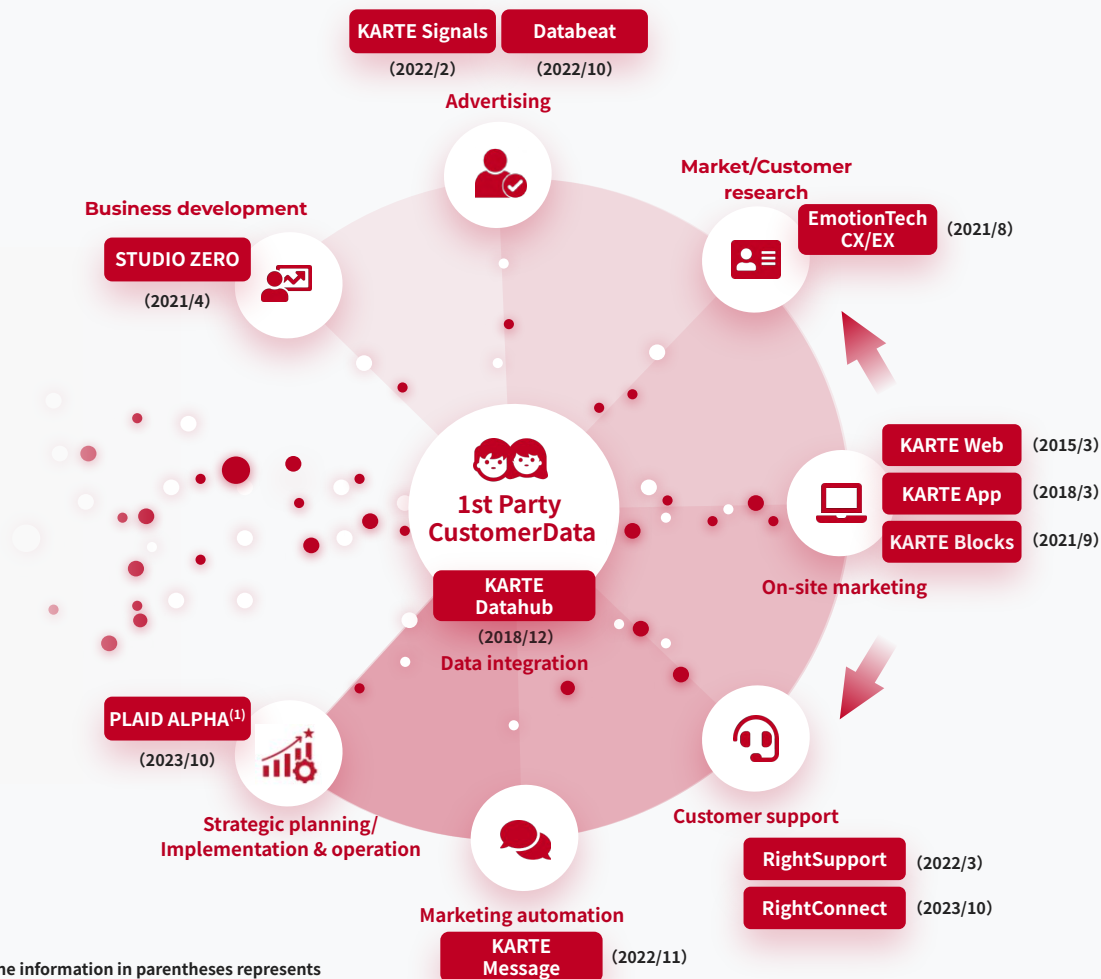 KARTE Signals
Databeat
（2022/2）
（2022/10）
Advertising
Market/Customer
research
EmotionTech
CX/EX
（2021/8）
Business development
STUDIO ZERO
（2021/4）
KARTE Web
（2015/3）
KARTE App
（2018/3）
KARTE Blocks
（2021/9）
On-site marketing
1st Party
CustomerData
KARTE
Datahub
（2018/12）
Data integration
PLAID ALPHA(1)
（2023/10）
Strategic planning/
Implementation & operation
Customer support
RightSupport
（2022/3）
RightConnect
（2023/10）
Marketing automation
KARTE
Message
（2022/11）
information in parentheses represents